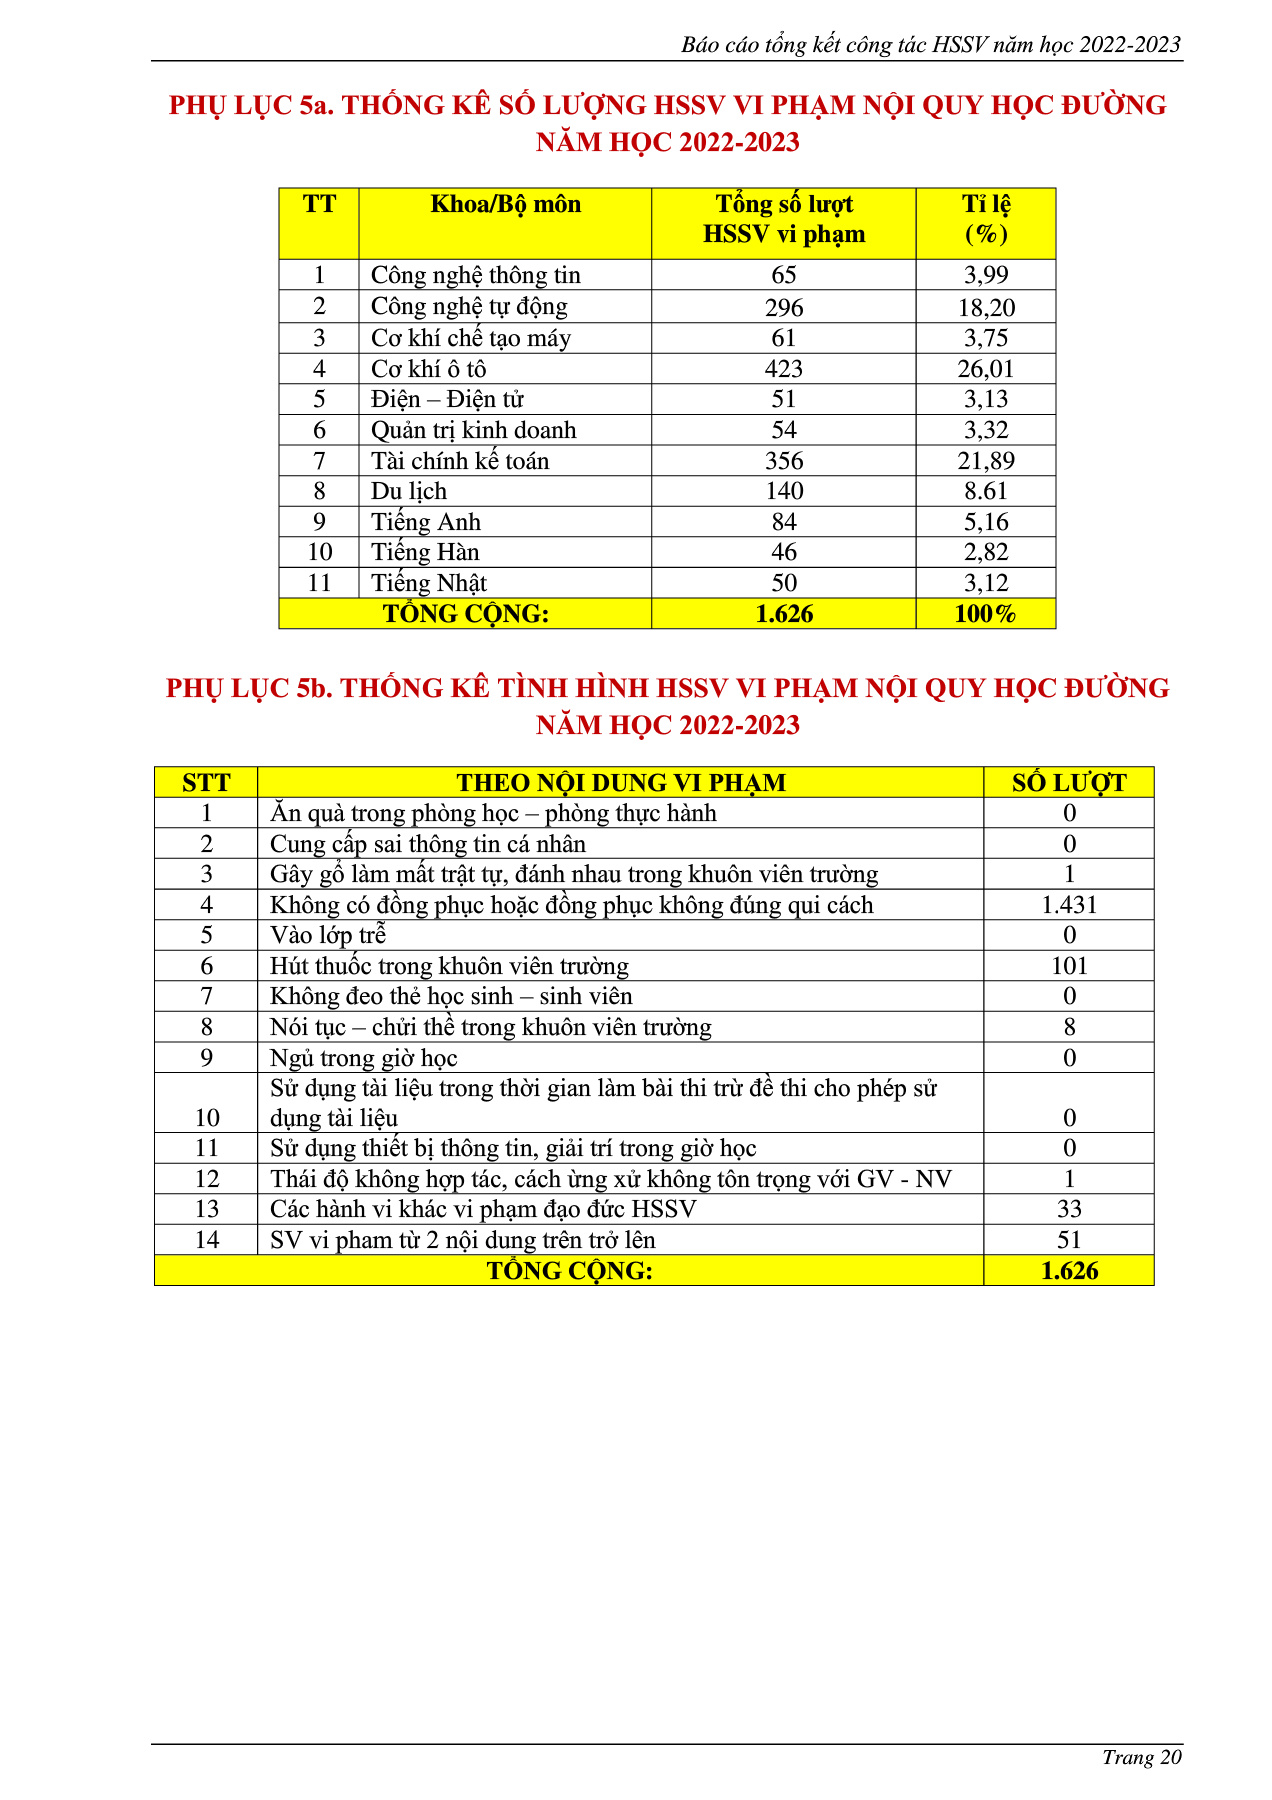 Báo cáo tổng kết công tác HSSV năm học 2022-2023
PHỤ LỤC 5a. THỐNG KÊ SỐ LƯỢNG HSSV VI PHẠM NỘI QUY HỌC ĐƯỜNG
NĂM HỌC 2022-2023
TT Khoa/Bộ môn Tổng số lượt Tỉ lệ
HSSV vi phạm (%)
1 Công nghệ thông tin 65 3,99
2 Công nghệ tự động 296 18,20
3 Cơ khí chế tạo máy 61 3,75
4 Cơ khí ô tô 423 26,01
5 Điện – Điện tử 51 3,13
6 Quản trị kinh doanh 54 3,32
7 Tài chính kế toán 356 21,89
8 Du lịch 140 8.61
9 Tiếng Anh 84 5,16
10 Tiếng Hàn 46 2,82
11 Tiếng Nhật 50 3,12
TỔNG CỘNG: 1.626 100%
PHỤ LỤC 5b. THỐNG KÊ TÌNH HÌNH HSSV VI PHẠM NỘI QUY HỌC ĐƯỜNG
NĂM HỌC 2022-2023
STT THEO NỘI DUNG VI PHẠM SỐ LƯỢT
1 Ăn quà trong phòng học – phòng thực hành 0
2 Cung cấp sai thông tin cá nhân 0
3 Gây gổ làm mất trật tự, đánh nhau trong khuôn viên trường 1
4 Không có đồng phục hoặc đồng phục không đúng qui cách 1.431
5 Vào lớp trễ 0
6 Hút thuốc trong khuôn viên trường 101
7 Không đeo thẻ học sinh – sinh viên 0
8 Nói tục – chửi thề trong khuôn viên trường 8
9 Ngủ trong giờ học 0
Sử dụng tài liệu trong thời gian làm bài thi trừ đề thi cho phép sử
10 dụng tài liệu 0
11 Sử dụng thiết bị thông tin, giải trí trong giờ học 0
12 Thái độ không hợp tác, cách ừng xử không tôn trọng với GV - NV 1
13 Các hành vi khác vi phạm đạo đức HSSV 33
14 SV vi pham từ 2 nội dung trên trở lên 51
TỔNG CỘNG: 1.626
Trang 20